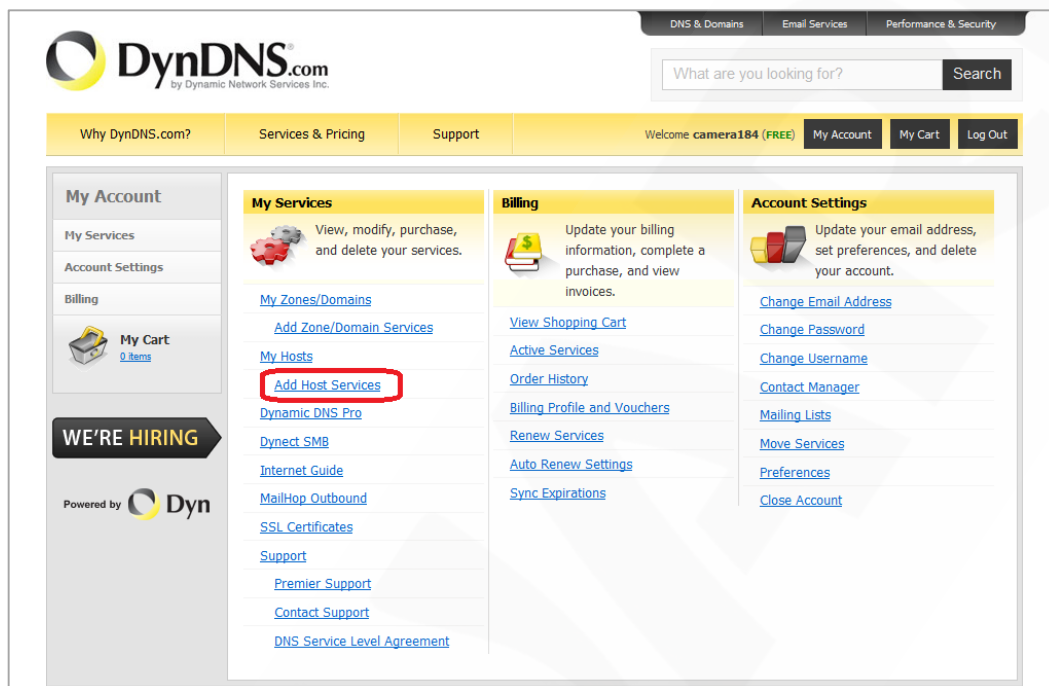 DNS & Domains
Email Services
Performance & Security
DynDNS.com
by Dynamic Network Services Inc.
What are you looking for?
Search
Why DynDNS.com?
Services & Pricing
Support
Welcome camera184 (FREE)
My Account
My Cart
Log Out
My Account
My Services
Account Settings
Billing
My Cart
0 items
WE'RE HIRING
Powered by Dyn
My Services
View, modify, purchase,
and delete your services.
My Zones/Domains
Add Zone/Domain Services
My Hosts
Add Host Services
Dynamic DNS Pro
Dynect SMB
Internet Guide
MailHop Outbound
SSL Certificates
Support
Premier Support
Contact Support
DNS Service Level Agreement
Billing
Update your billing
information, complete a
purchase, and view
invoices.
View Shopping Cart
Active Services
Order History
Billing Profile and Vouchers
Renew Services
Auto Renew Settings
Sync Expirations
Account Settings
Update your email address,
set preferences, and delete
your account.
Change Email Address
Change Password
Change Username
Contact Manager
Mailing Lists
Move Services
Preferences
Close Account